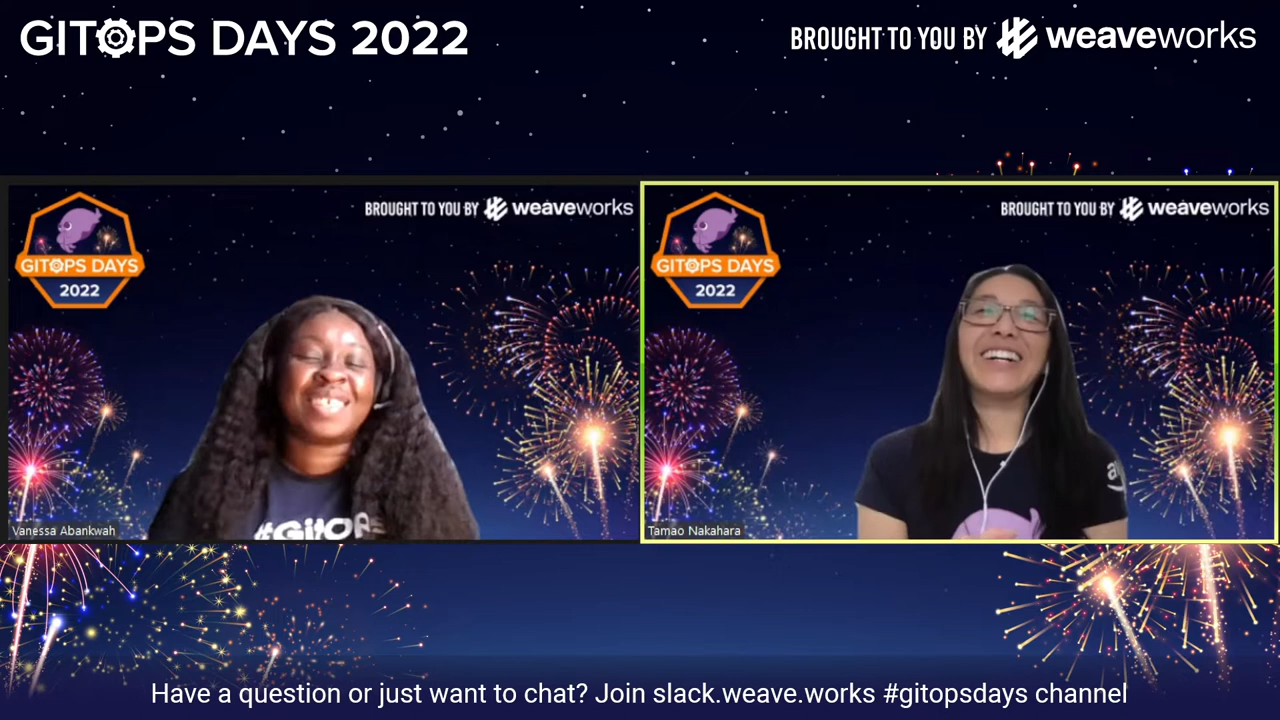 GITOPS DAYS 2022
BROUGHT TO YOU BY weaveworks
BROUGHT TO YOU BY weaveworks
GITOPS DAYS
2022
#GitOps
Vanessa Abankwah
BROUGHT TO YOU BY weaveworks
GITOPS DAYS
2022
Tamao Nakahara
Have a question or just want to chat? Join slack.weave.works #gitopsdays channel